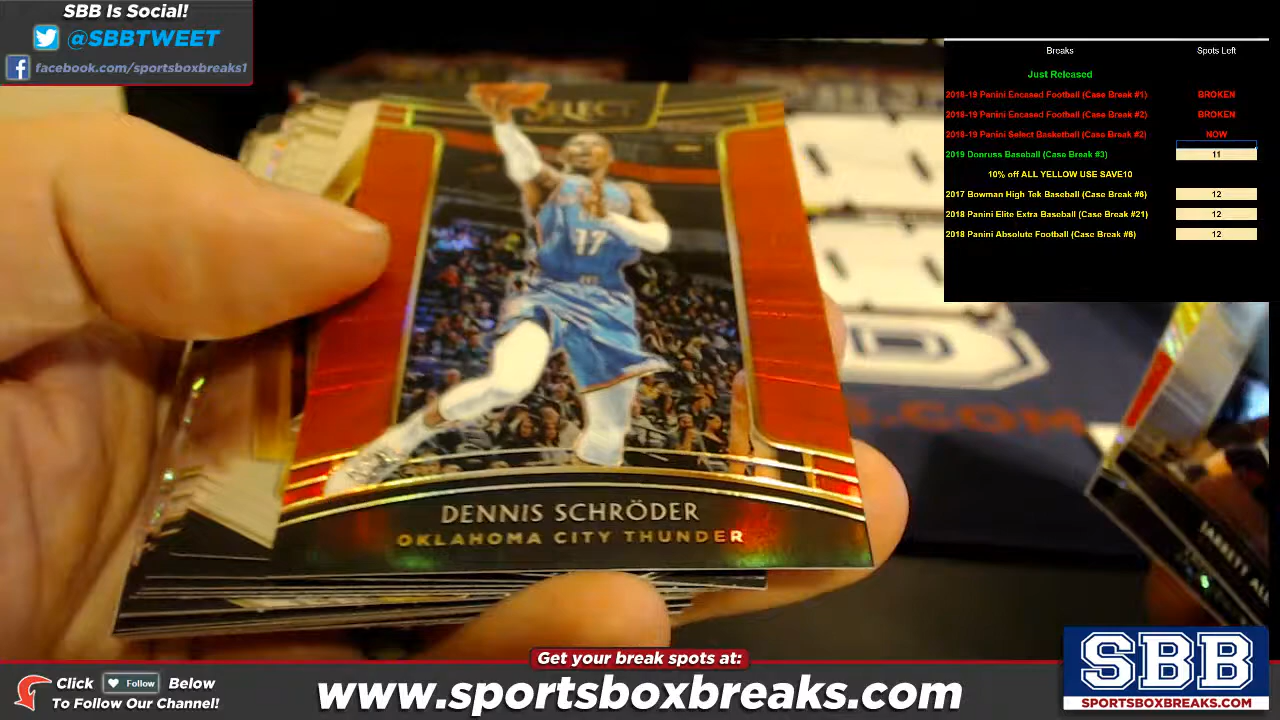 SBB Is Social!
@SBBTWEET
facebook.com/sportsboxbreaks1
Breaks Spots Left
Just Released
2018-19 Panini Encased Football (Case Break #1) BROKEN
2018-19 Panini Encased Football (Case Break #2) BROKEN
2018-19 Panini Select Basketball (Case Break #2) NOW
2019 Donruss Baseball (Case Break #3) 11
10% off ALL YELLOW USE SAVE10
2017 Bowman High Tek Baseball (Case Break #6) 12
2018 Panini Elite Extra Baseball (Case Break #21) 12
2018 Panini Absolute Football (Case Break #6) 12
SELECT
17
DENNIS SCHRÖDER
OKLAHOMA CITY THUNDER
JARRETT
.COM
Get your break spots at:
www.sportsboxbreaks.com
Click Follow Below
To Follow Our Channel!
SBB
SPORTSBOXBREAKS.COM